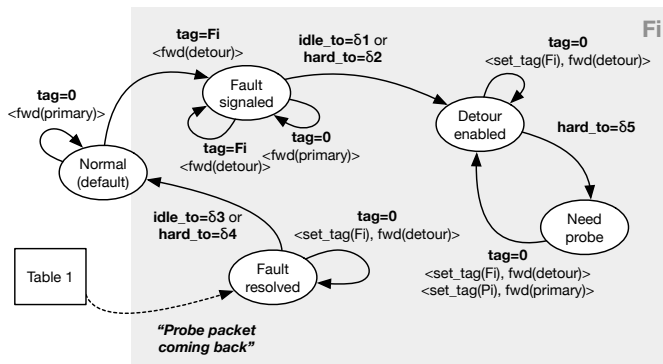 Fi
tag=Fi
<fwd(detour)>
idle_to=δ1 or
hard_to=δ2
tag=0
<set_tag(Fi), fwd(detour)>
tag=0
<fwd(primary)>
Fault
signaled
Detour
enabled
hard_to=δ5
tag=Fi
<fwd(detour)>
tag=0
<fwd(primary)>
Normal
(default)
idle_to=δ3 or
hard_to=δ4
tag=0
<set_tag(Fi), fwd(detour)>
Need
probe
tag=0
<set_tag(Fi), fwd(detour)>
<set_tag(Pi), fwd(primary)>
Table 1
Fault
resolved
"Probe packet
coming back"